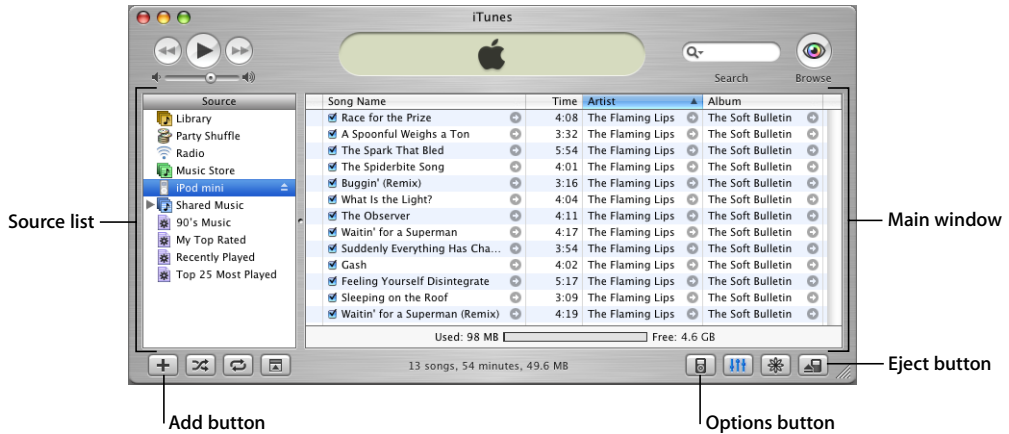 iTunes
Search
Browse
Source
Library
Party Shuffle
Radio
Music Store
iPod mini
Shared Music
90's Music
My Top Rated
Recently Played
Top 25 Most Played
Song Name Time Artist Album
Race for the Prize 4:08 The Flaming Lips The Soft Bulletin
A Spoonful Weighs a Ton 3:32 The Flaming Lips The Soft Bulletin
The Spark That Bled 5:54 The Flaming Lips The Soft Bulletin
The Spiderbite Song 4:01 The Flaming Lips The Soft Bulletin
Buggin' (Remix) 3:16 The Flaming Lips The Soft Bulletin
What Is the Light? 4:04 The Flaming Lips The Soft Bulletin
The Observer 4:11 The Flaming Lips The Soft Bulletin
Waitin' for a Superman 4:17 The Flaming Lips The Soft Bulletin
Suddenly Everything Has Cha... 3:54 The Flaming Lips The Soft Bulletin
Gash 4:02 The Flaming Lips The Soft Bulletin
Feeling Yourself Disintegrate 5:17 The Flaming Lips The Soft Bulletin
Sleeping on the Roof 3:09 The Flaming Lips The Soft Bulletin
Waitin' for a Superman (Remix) 4:19 The Flaming Lips The Soft Bulletin
Used: 98 MB Free: 4.6 GB
13 songs, 54 minutes, 49.6 MB
Source list
Main window
Eject button
Add button
Options button